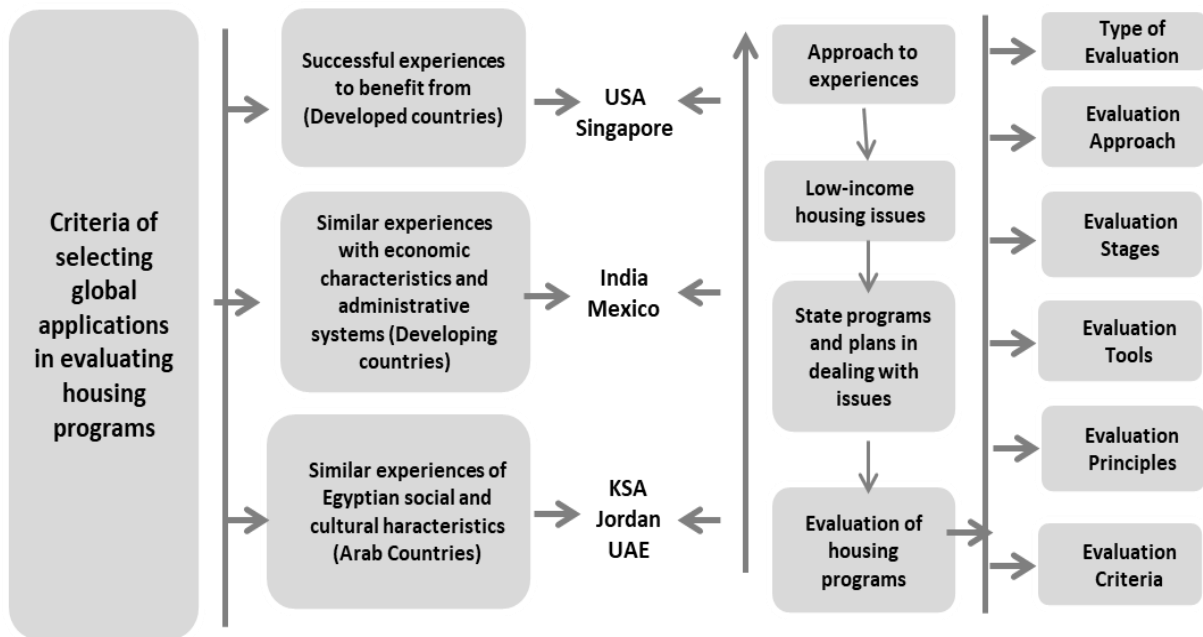 Criteria of
selecting
global
applications
in evaluating
housing
programs
Successful experiences
to benefit from
(Developed countries)
Similar experiences
with economic
characteristics and
administrative
systems (Developing
countries)
Similar experiences of
Egyptian social and
cultural haracteristics
(Arab Countries)
USA
Singapore
India
Mexico
KSA
Jordan
UAE
Approach to
experiences
Low-income
housing issues
State programs
and plans in
dealing with
issues
Evaluation of
housing
programs
Type of
Evaluation
Evaluation
Approach
Evaluation
Stages
Evaluation
Tools
Evaluation
Principles
Evaluation
Criteria